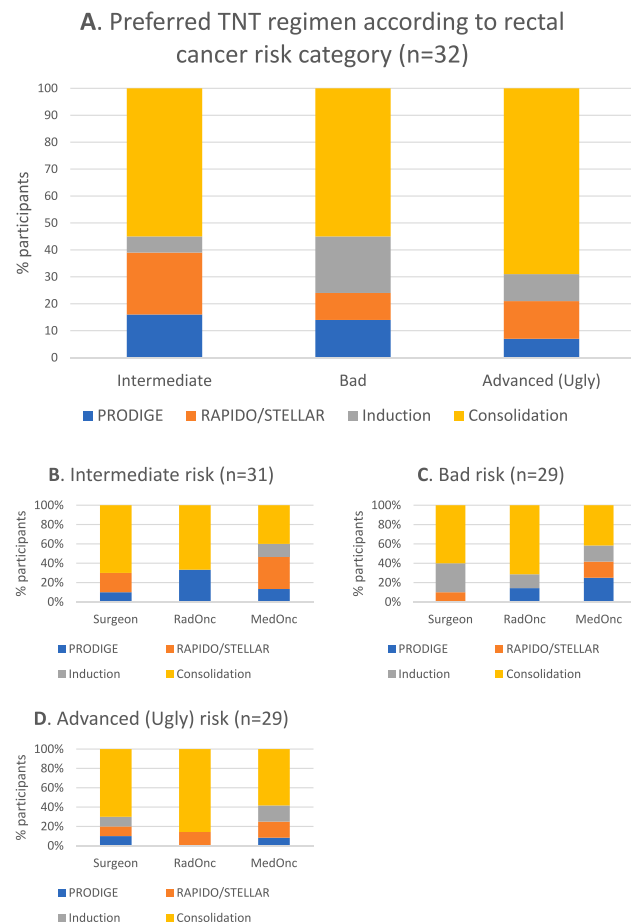 A. Preferred TNT regimen according to rectal
cancer risk category (n=32)
% participants
100
90
80
70
60
50
40
30
20
10
0
Intermediate
Bad
Advanced (Ugly)
PRODIGE
RAPIDO/STELLAR
Induction
Consolidation
B. Intermediate risk (n=31)
% participants
100%
80%
60%
40%
20%
0%
Surgeon
RadOnc
MedOnc
PRODIGE
RAPIDO/STELLAR
Induction
Consolidation
C. Bad risk (n=29)
% participants
100%
80%
60%
40%
20%
0%
Surgeon
RadOnc
MedOnc
PRODIGE
RAPIDO/STELLAR
Induction
Consolidation
D. Advanced (Ugly) risk (n=29)
% participants
100%
80%
60%
40%
20%
0%
Surgeon
RadOnc
MedOnc
PRODIGE
RAPIDO/STELLAR
Induction
Consolidation